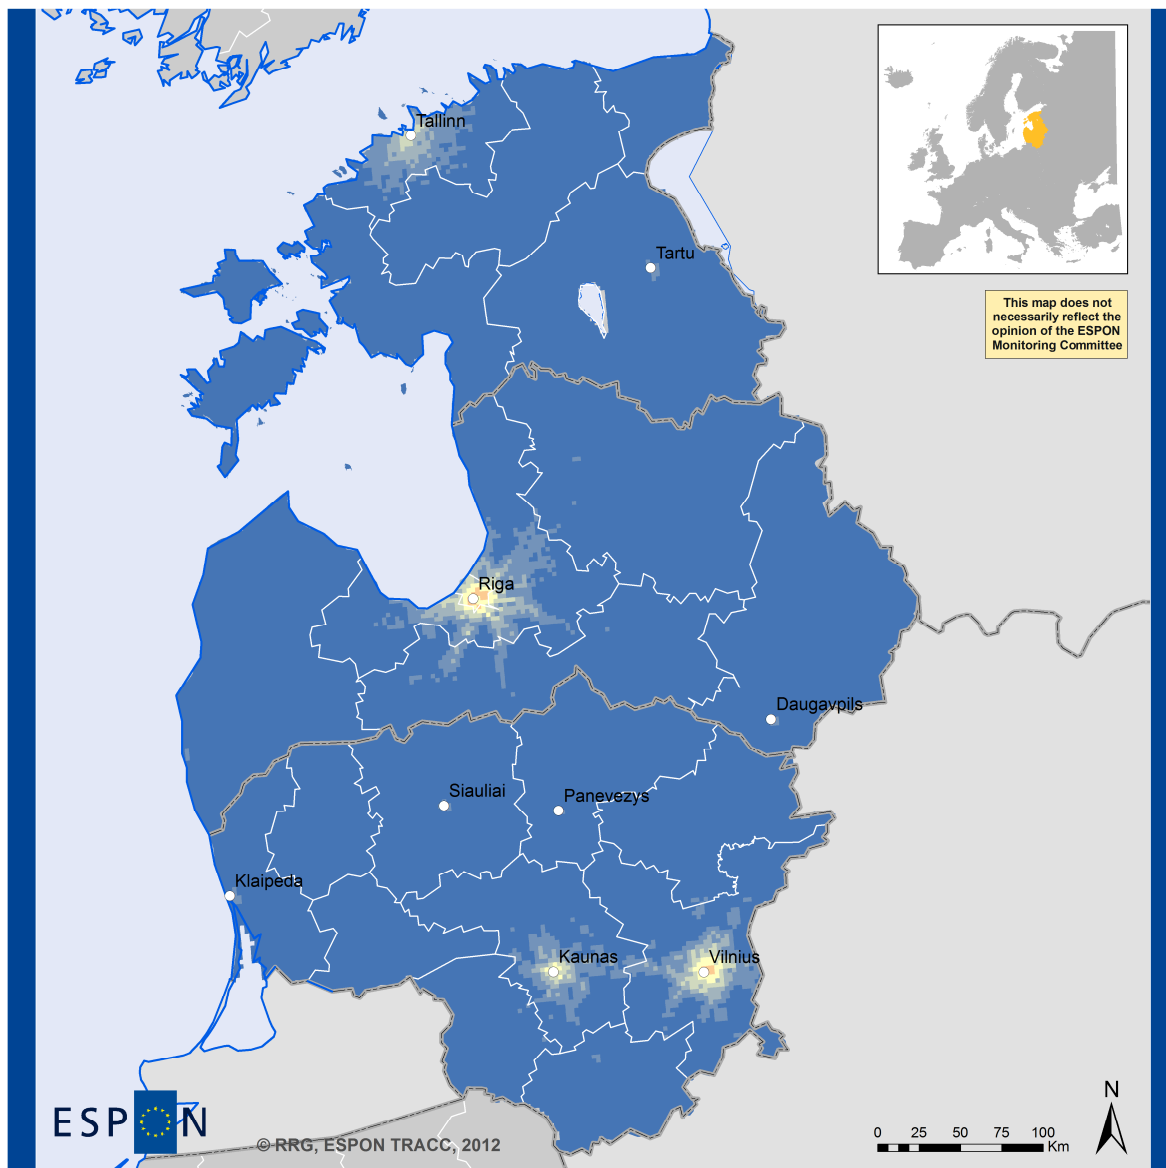 Tallinn
This map does not
necessarily reflect the
opinion of the ESPON
Monitoring Committee
Tartu
Riga
Daugavpils
Siauliai
Panevezys
Klaipeda
Kaunas
Vilnius
ESPON
© RRG, ESPON TRACC, 2012
N
0 25 50 75 100
Km